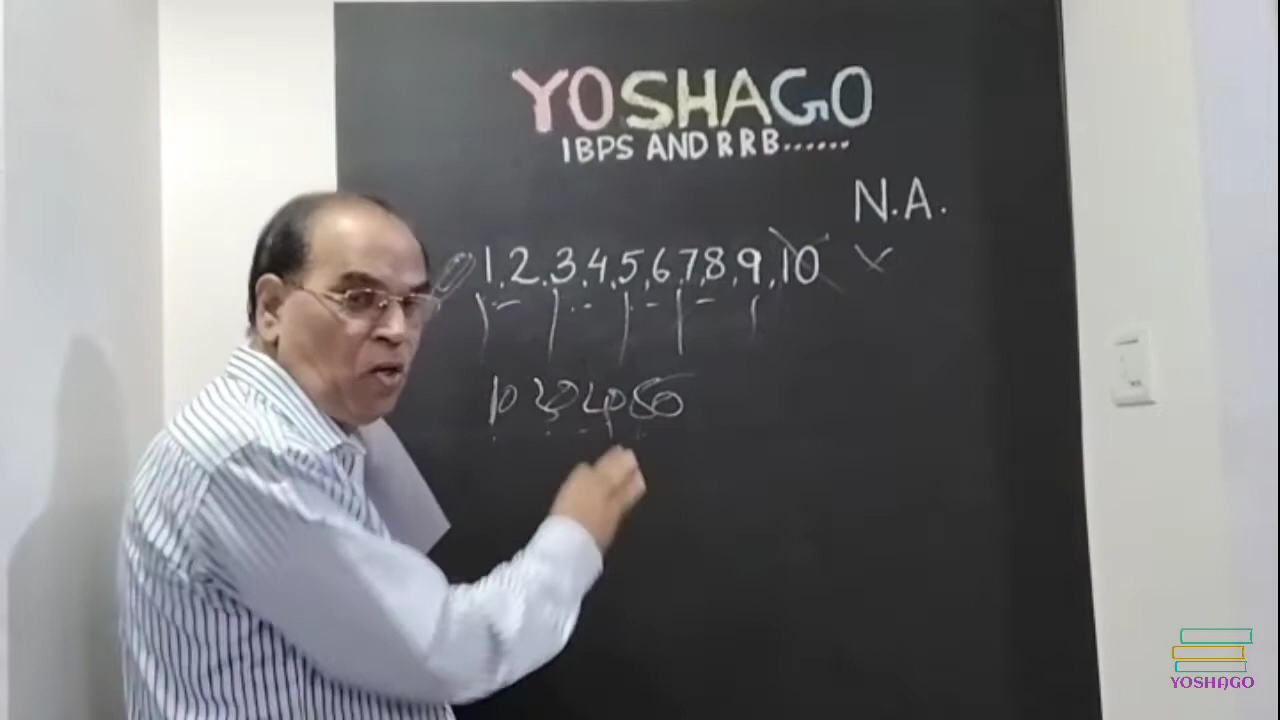 YOSHAGO
IBPS AND RRB......
N.A.
1,2,3,4,5,6,7,8,9,10
10 20 40 50
YOSHAGO